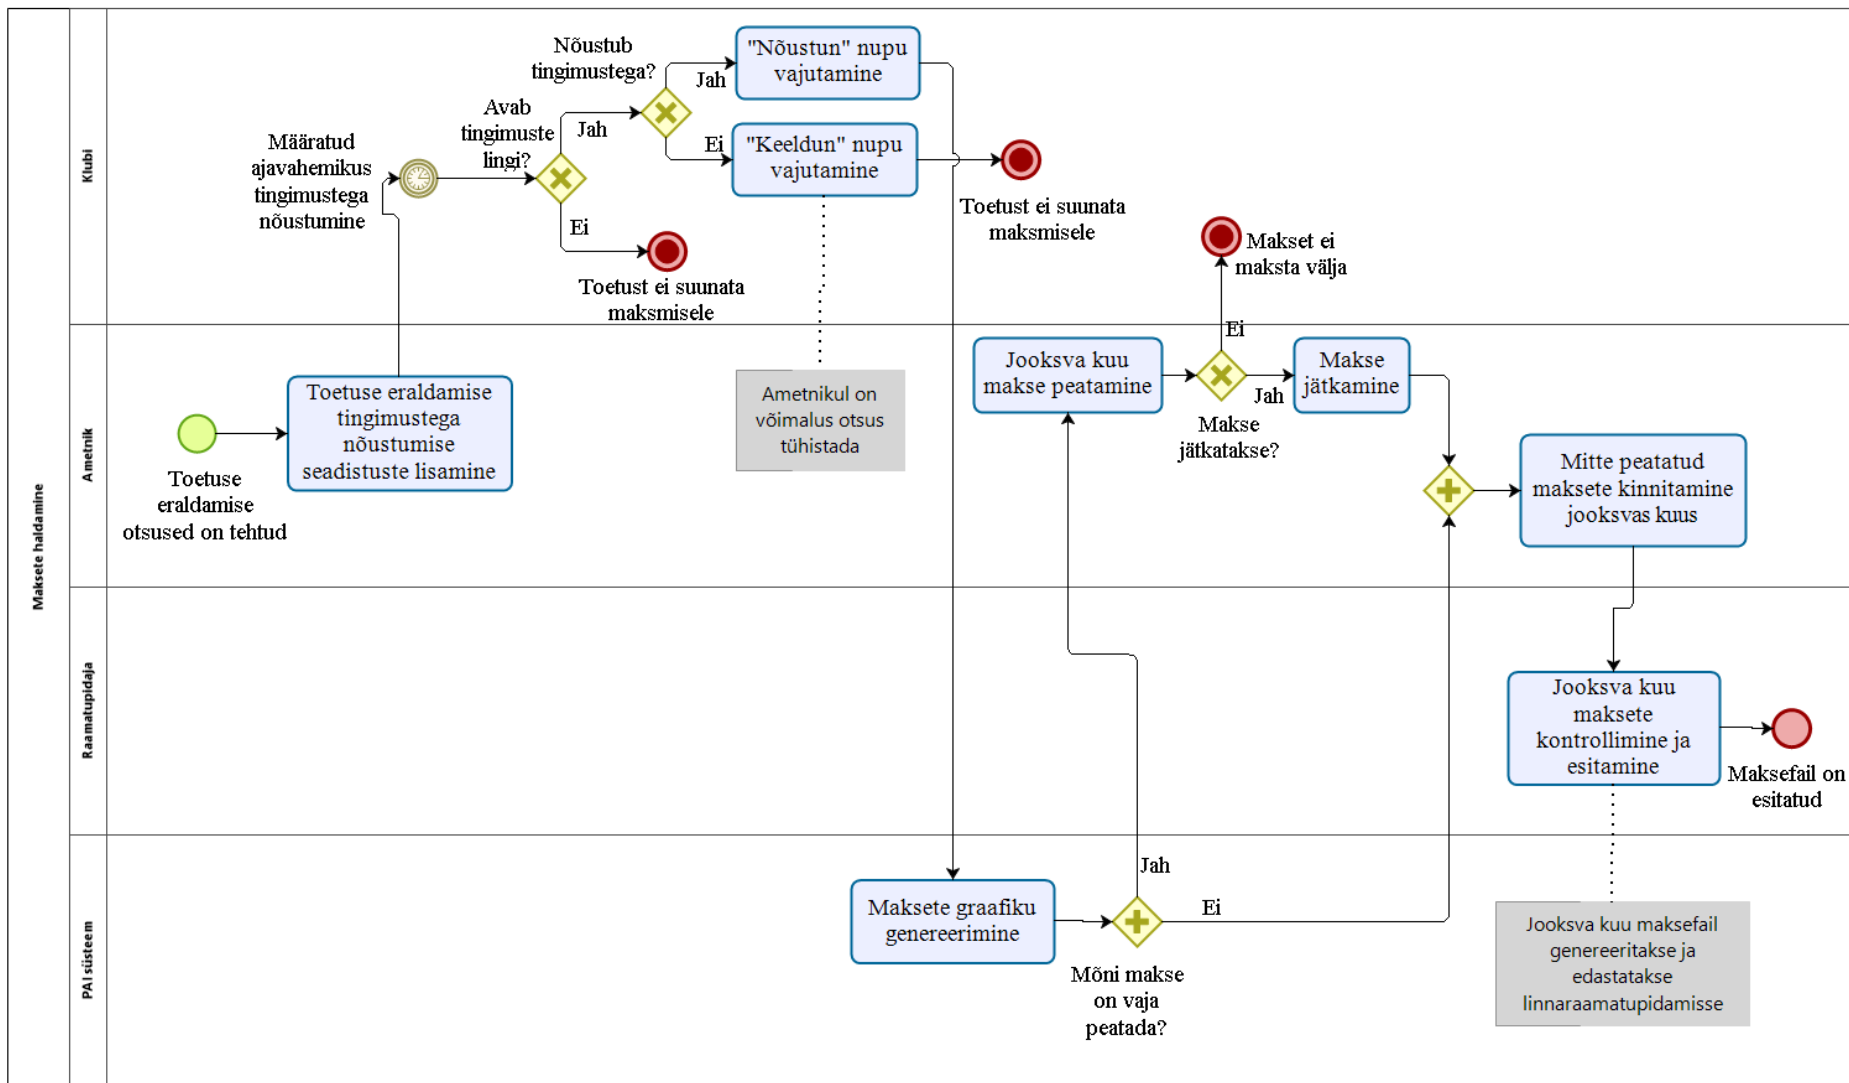 Maksete haldamine
Klubi
Määratud
ajavahemikus
tingimustega
nõustumine
Avab
tingimuste
lingi?
Jah
Ei
Toetust ei suunata
maksmisele
Nõustub
tingimustega?
Jah
Ei
"Nõustun" nupu
vajutamine
"Keeldun" nupu
vajutamine
Toetust ei suunata
maksmisele
Makset ei
maksta välja
Ametnik
Toetuse
eraldamise
otsused on tehtud
Toetuse eraldamise
tingimustega
nõustumise
seadistuste lisamine
Ametnikul on
võimalus otsus
tühistada
Jooksva kuu
makse peatamine
Ei
Jah
Makse
jätkatakse?
Makse
jätkamine
Mitte peatatud
maksete kinnitamine
jooksvas kuus
Raamatupidaja
Jooksva kuu
maksete
kontrollimine ja
esitamine
Maksefail on
esitatud
PAI süsteem
Maksete graafiku
genereerimine
Jah
Ei
Mõni makse
on vaja
peatada?
Jooksva kuu maksefail
genereeritakse ja
edastatakse
linnaraamatupidamisse